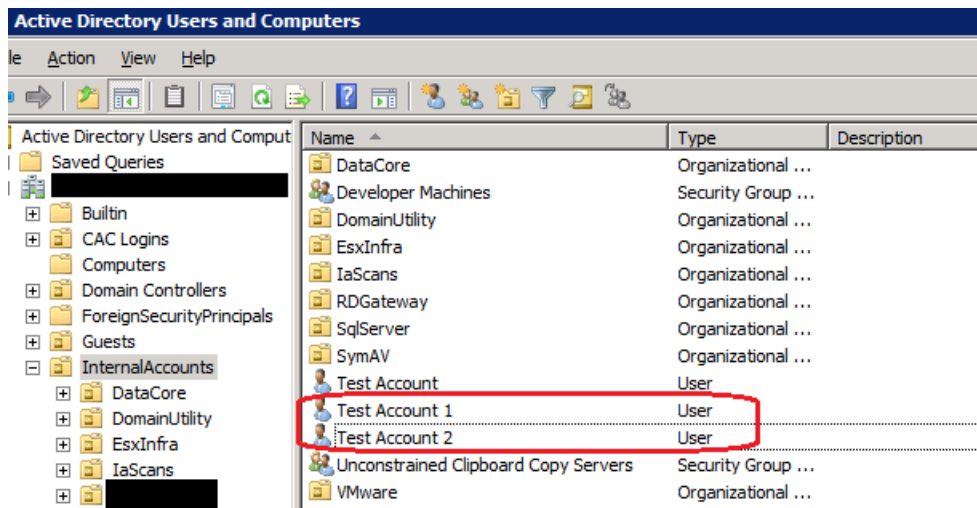 Active Directory Users and Computers
le Action View Help
Active Directory Users and Comput
Saved Queries
Builtin
CAC Logins
Computers
Domain Controllers
ForeignSecurityPrincipals
Guests
InternalAccounts
DataCore
DomainUtility
EsxInfra
IaScans
Name Type Description
DataCore Organizational ...
Developer Machines Security Group ...
DomainUtility Organizational ...
EsxInfra Organizational ...
IaScans Organizational ...
RDGateway Organizational ...
SqlServer Organizational ...
SymAV Organizational ...
Test Account User
Test Account 1 User
Test Account 2 User
Unconstrained Clipboard Copy Servers Security Group ...
VMware Organizational ...